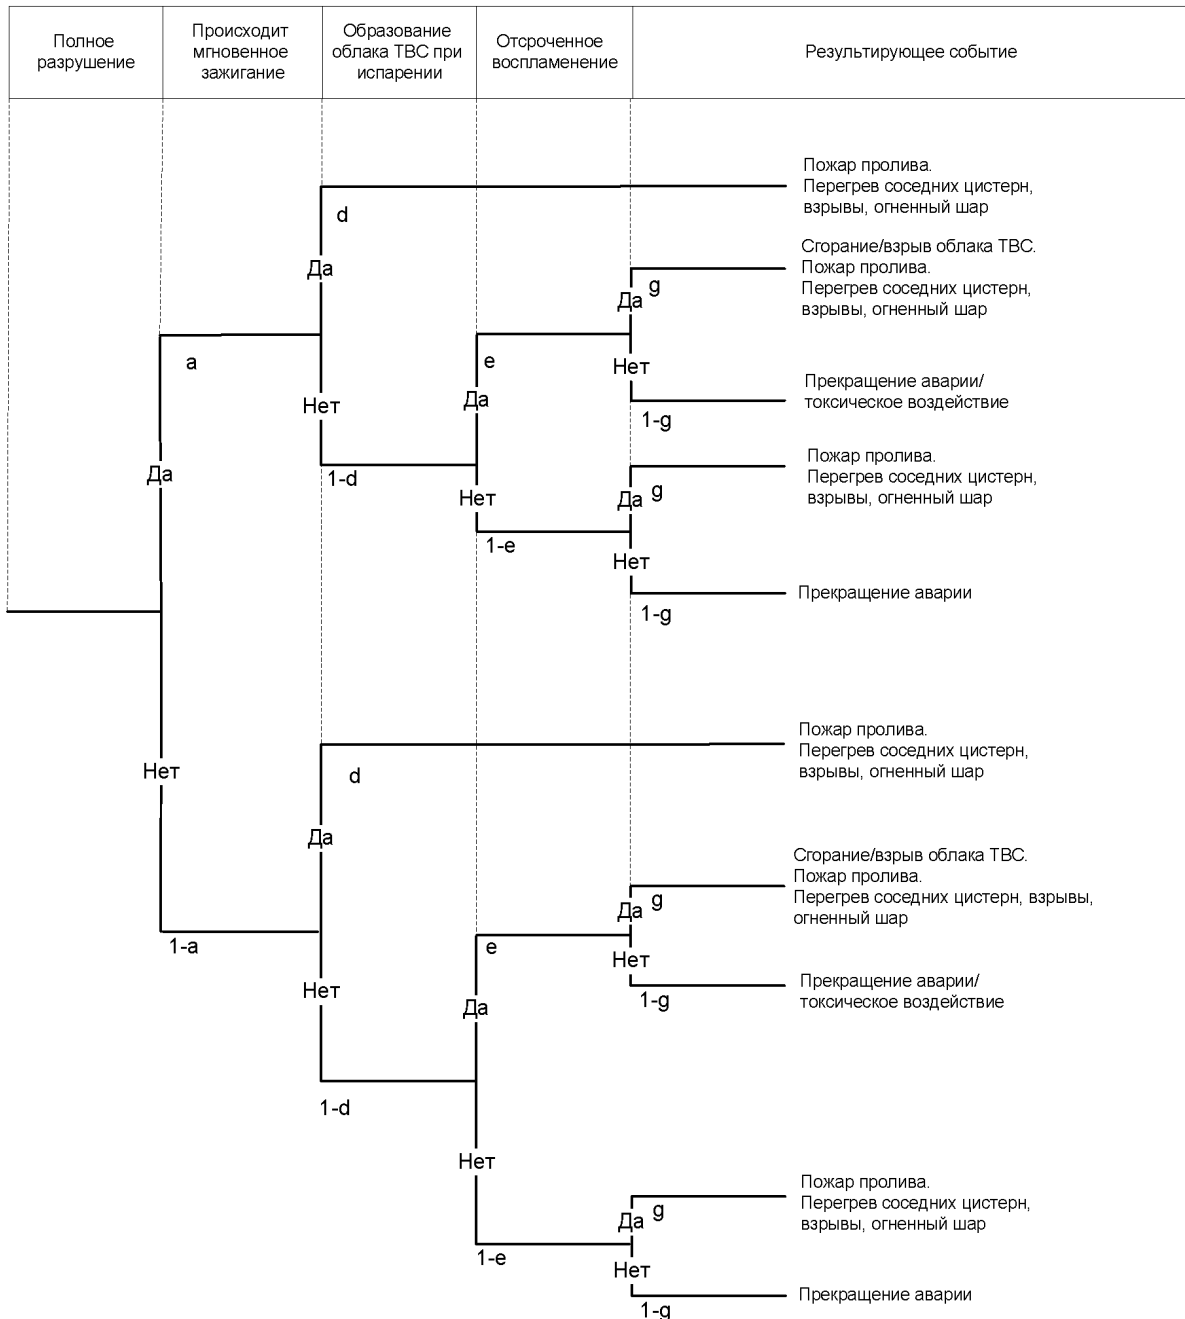 Полное
разрушение
Происходит
мгновенное
зажигание
Образование
облака ТВС при
испарении
Отсроченное
воспламенение
Результирующее событие
Пожар пролива.
Перегрев соседних цистерн,
взрывы, огненный шар
d
Да
Сгорание/взрыв облака ТВС.
Пожар пролива.
Перегрев соседних цистерн,
взрывы, огненный шар
g
Да
a
e
Нет
Прекращение аварии/
токсическое воздействие
Нет
Да
1-g
Пожар пролива.
Перегрев соседних цистерн,
взрывы, огненный шар
Да
1-d
Нет
Да
g
1-e
Нет
Прекращение аварии
1-g
Пожар пролива.
Перегрев соседних цистерн,
взрывы, огненный шар
Нет
d
Да
Сгорание/взрыв облака ТВС.
Пожар пролива.
Перегрев соседних цистерн, взрывы,
огненный шар
g
Да
1-a
e
Нет
Прекращение аварии/
токсическое воздействие
Нет
Да
1-g
1-d
Нет
Пожар пролива.
Перегрев соседних цистерн,
взрывы, огненный шар
g
Да
1-e
Нет
Прекращение аварии
1-g